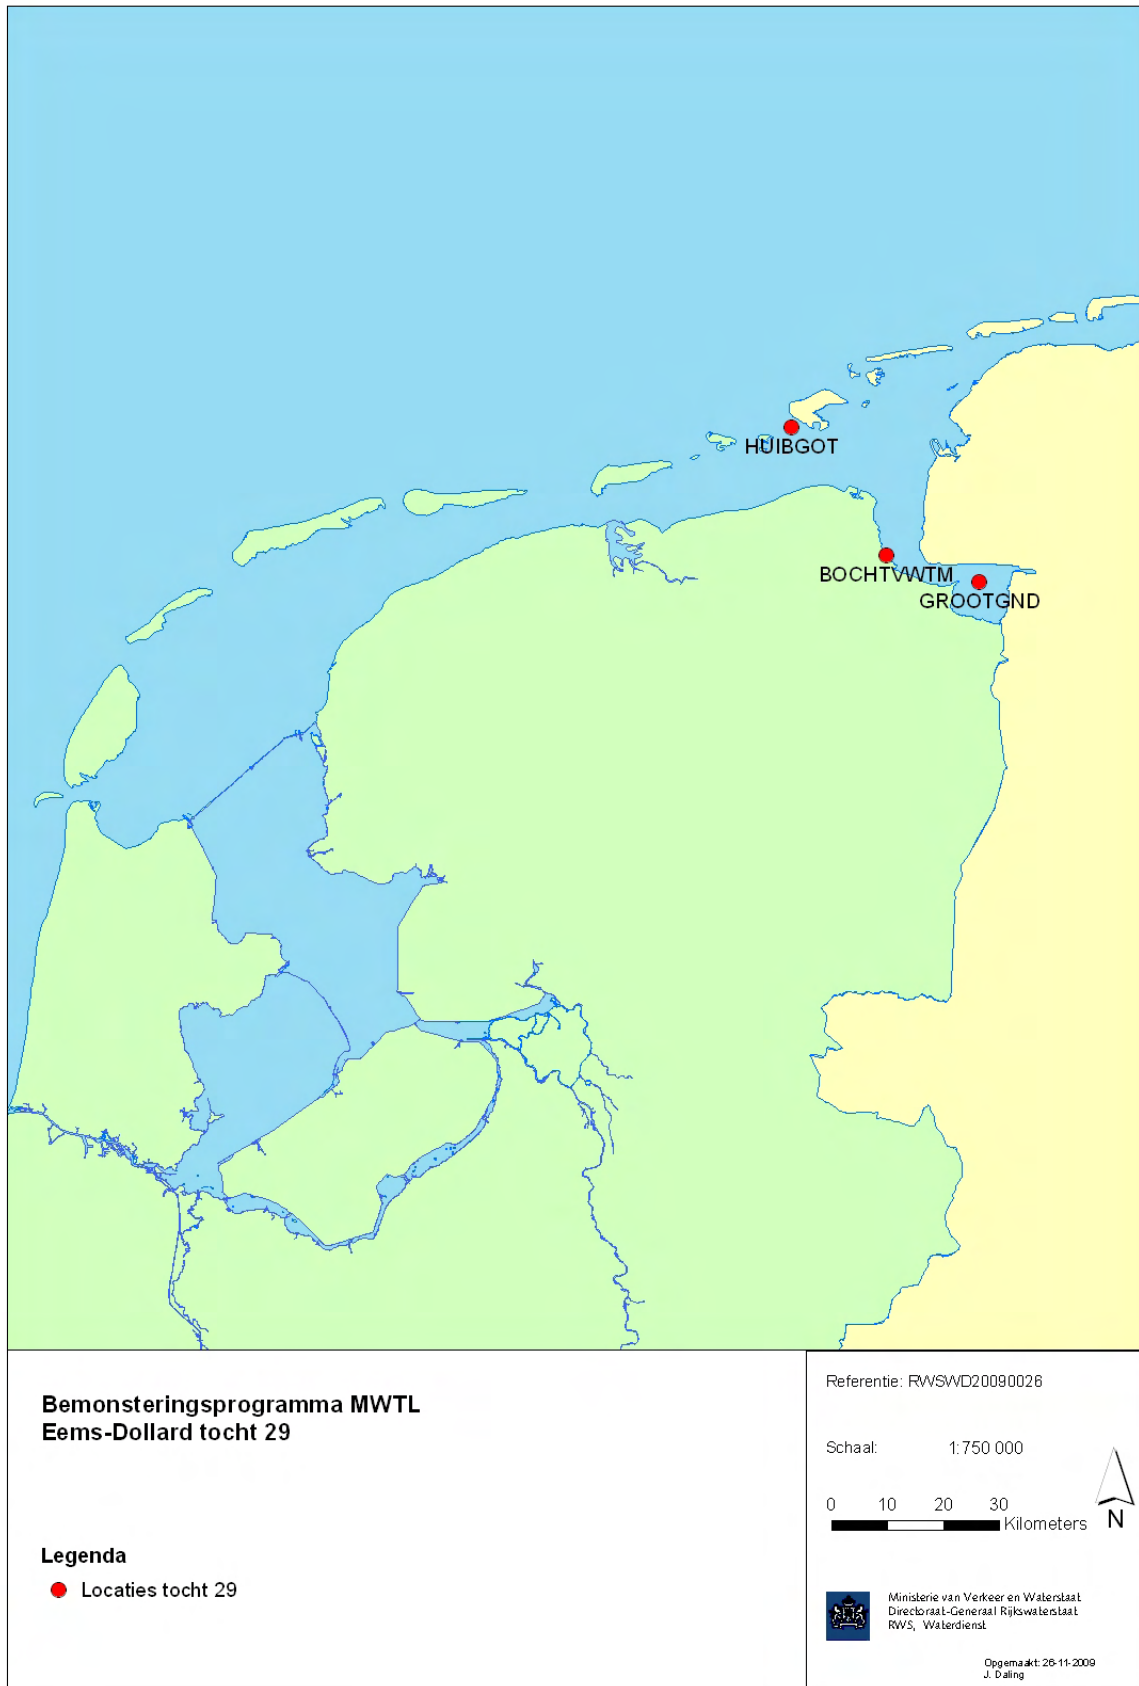 HUIBGOT
BOCHTVWTM
GROOTGND
Bemonsteringsprogramma MWTL
Eems-Dollard tocht 29
Legenda
Locaties tocht 29
Referentie: RWSWD20090026
Schaal: 1:750 000
0 10 20 30
Kilometers
N
Ministerie van Verkeer en Waterstaat
Directoraat-Generaal Rijkswaterstaat
RWS, Waterdienst
Opgemaakt: 26-11-2009
J. Daling